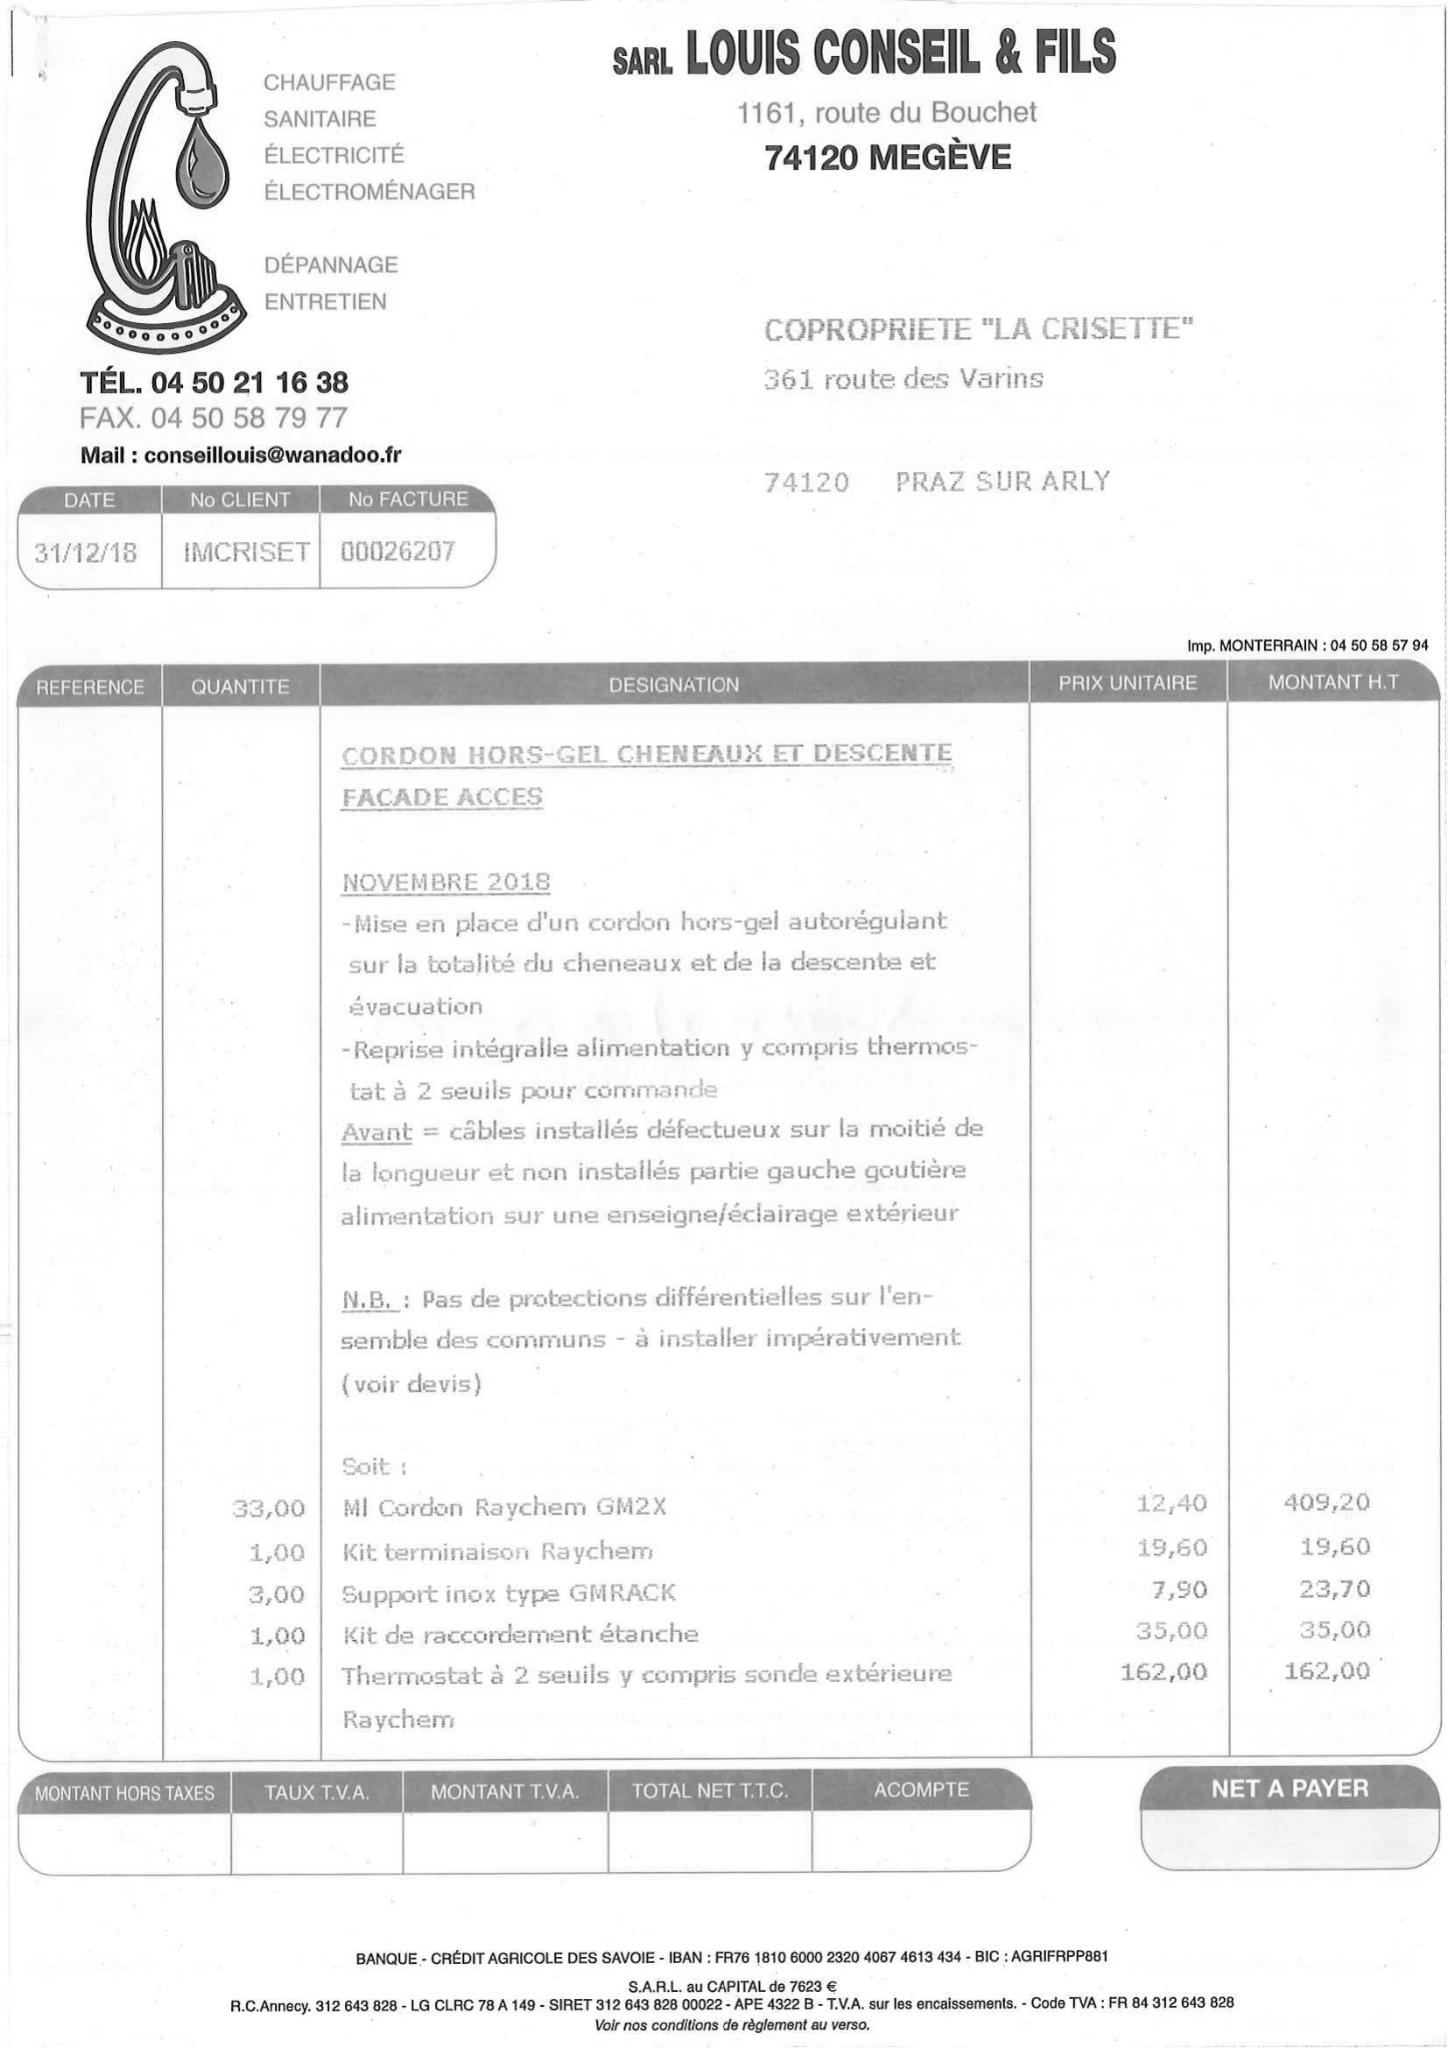 SARL LOUIS CONSEIL & FILS
1161, route du Bouchet
74120 MEGÈVE
CHAUFFAGE
SANITAIRE
ÉLECTRICITÉ
ÉLECTROMÉNAGER
DÉPANNAGE
ENTRETIEN
TÉL. 04 50 21 16 38
FAX. 04 50 58 79 77
Mail : conseillouis@wanadoo.fr
COPROPRIETE "LA CRISETTE"
361 route des Varins
74120 PRAZ SUR ARLY
DATE No CLIENT No FACTURE
31/12/18 IMCRISET 00026207
Imp. MONTERRAIN : 04 50 58 57 94
REFERENCE QUANTITE DESIGNATION PRIX UNITAIRE MONTANT H.T
CORDON HORS-GEL CHENEAUX ET DESCENTE
FACADE ACCES
NOVEMBRE 2018
-Mise en place d'un cordon hors-gel autorégulant
sur la totalité du cheneaux et de la descente et
évacuation
-Reprise intégralle alimentation y compris thermos-
tat à 2 seuils pour commande
Avant = câbles installés défectueux sur la moitié de
la longueur et non installés partie gauche goutière
alimentation sur une enseigne/éclairage extérieur
N.B. : Pas de protections différentielles sur l'en-
semble des communs - à installer impérativement
(voir devis)
Soit :
33,00 Ml Cordon Raychem GM2X 12,40 409,20
1,00 Kit terminaison Raychem 19,60 19,60
3,00 Support inox type GMRACK 7,90 23,70
1,00 Kit de raccordement étanche 35,00 35,00
1,00 Thermostat à 2 seuils y compris sonde extérieure 162,00 162,00
Raychem
MONTANT HORS TAXES TAUX T.V.A. MONTANT T.V.A. TOTAL NET T.T.C. ACOMPTE NET A PAYER
BANQUE - CRÉDIT AGRICOLE DES SAVOIE - IBAN : FR76 1810 6000 2320 4067 4613 434 - BIC : AGRIFRPP881
S.A.R.L. au CAPITAL de 7623 €
R.C.Annecy. 312 643 828 - LG CLRC 78 A 149 - SIRET 312 643 828 00022 - APE 4322 B - T.V.A. sur les encaissements. - Code TVA : FR 84 312 643 828
Voir nos conditions de règlement au verso.